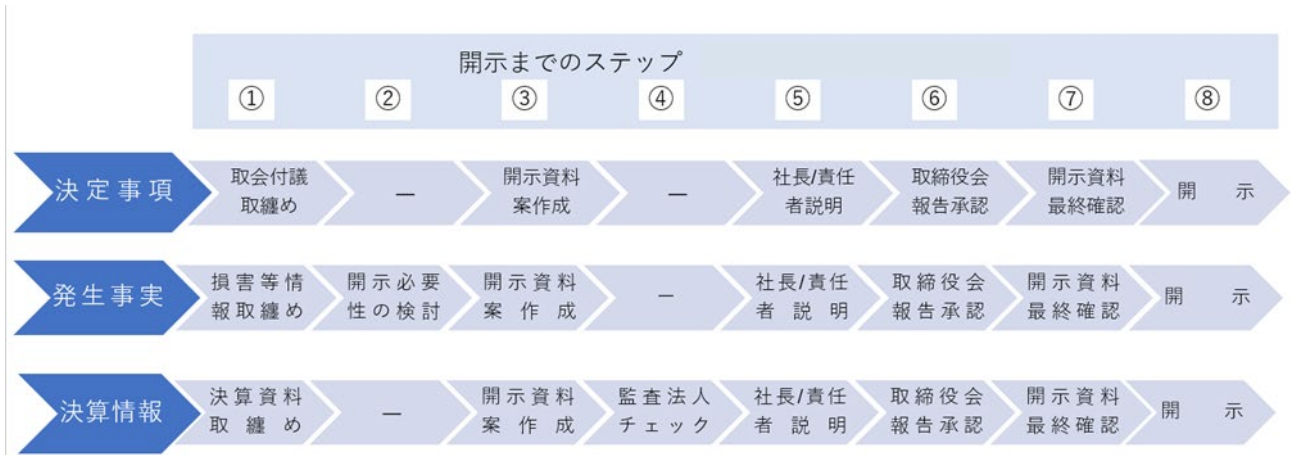 開示までのステップ
① ② ③ ④ ⑤ ⑥ ⑦ ⑧
決定事項
取会付議
取纏め
—
開示資料
案作成
—
社長/責任
者説明
取締役会
報告承認
開示資料
最終確認
開 示
発生事実
損害等情
報取纏め
開示必要
性の検討
開示資料
案作成
—
社長/責任
者説明
取締役会
報告承認
開示資料
最終確認
開 示
決算情報
決算資料
取纏め
—
開示資料
案作成
監査法人
チェック
社長/責任
者説明
取締役会
報告承認
開示資料
最終確認
開 示